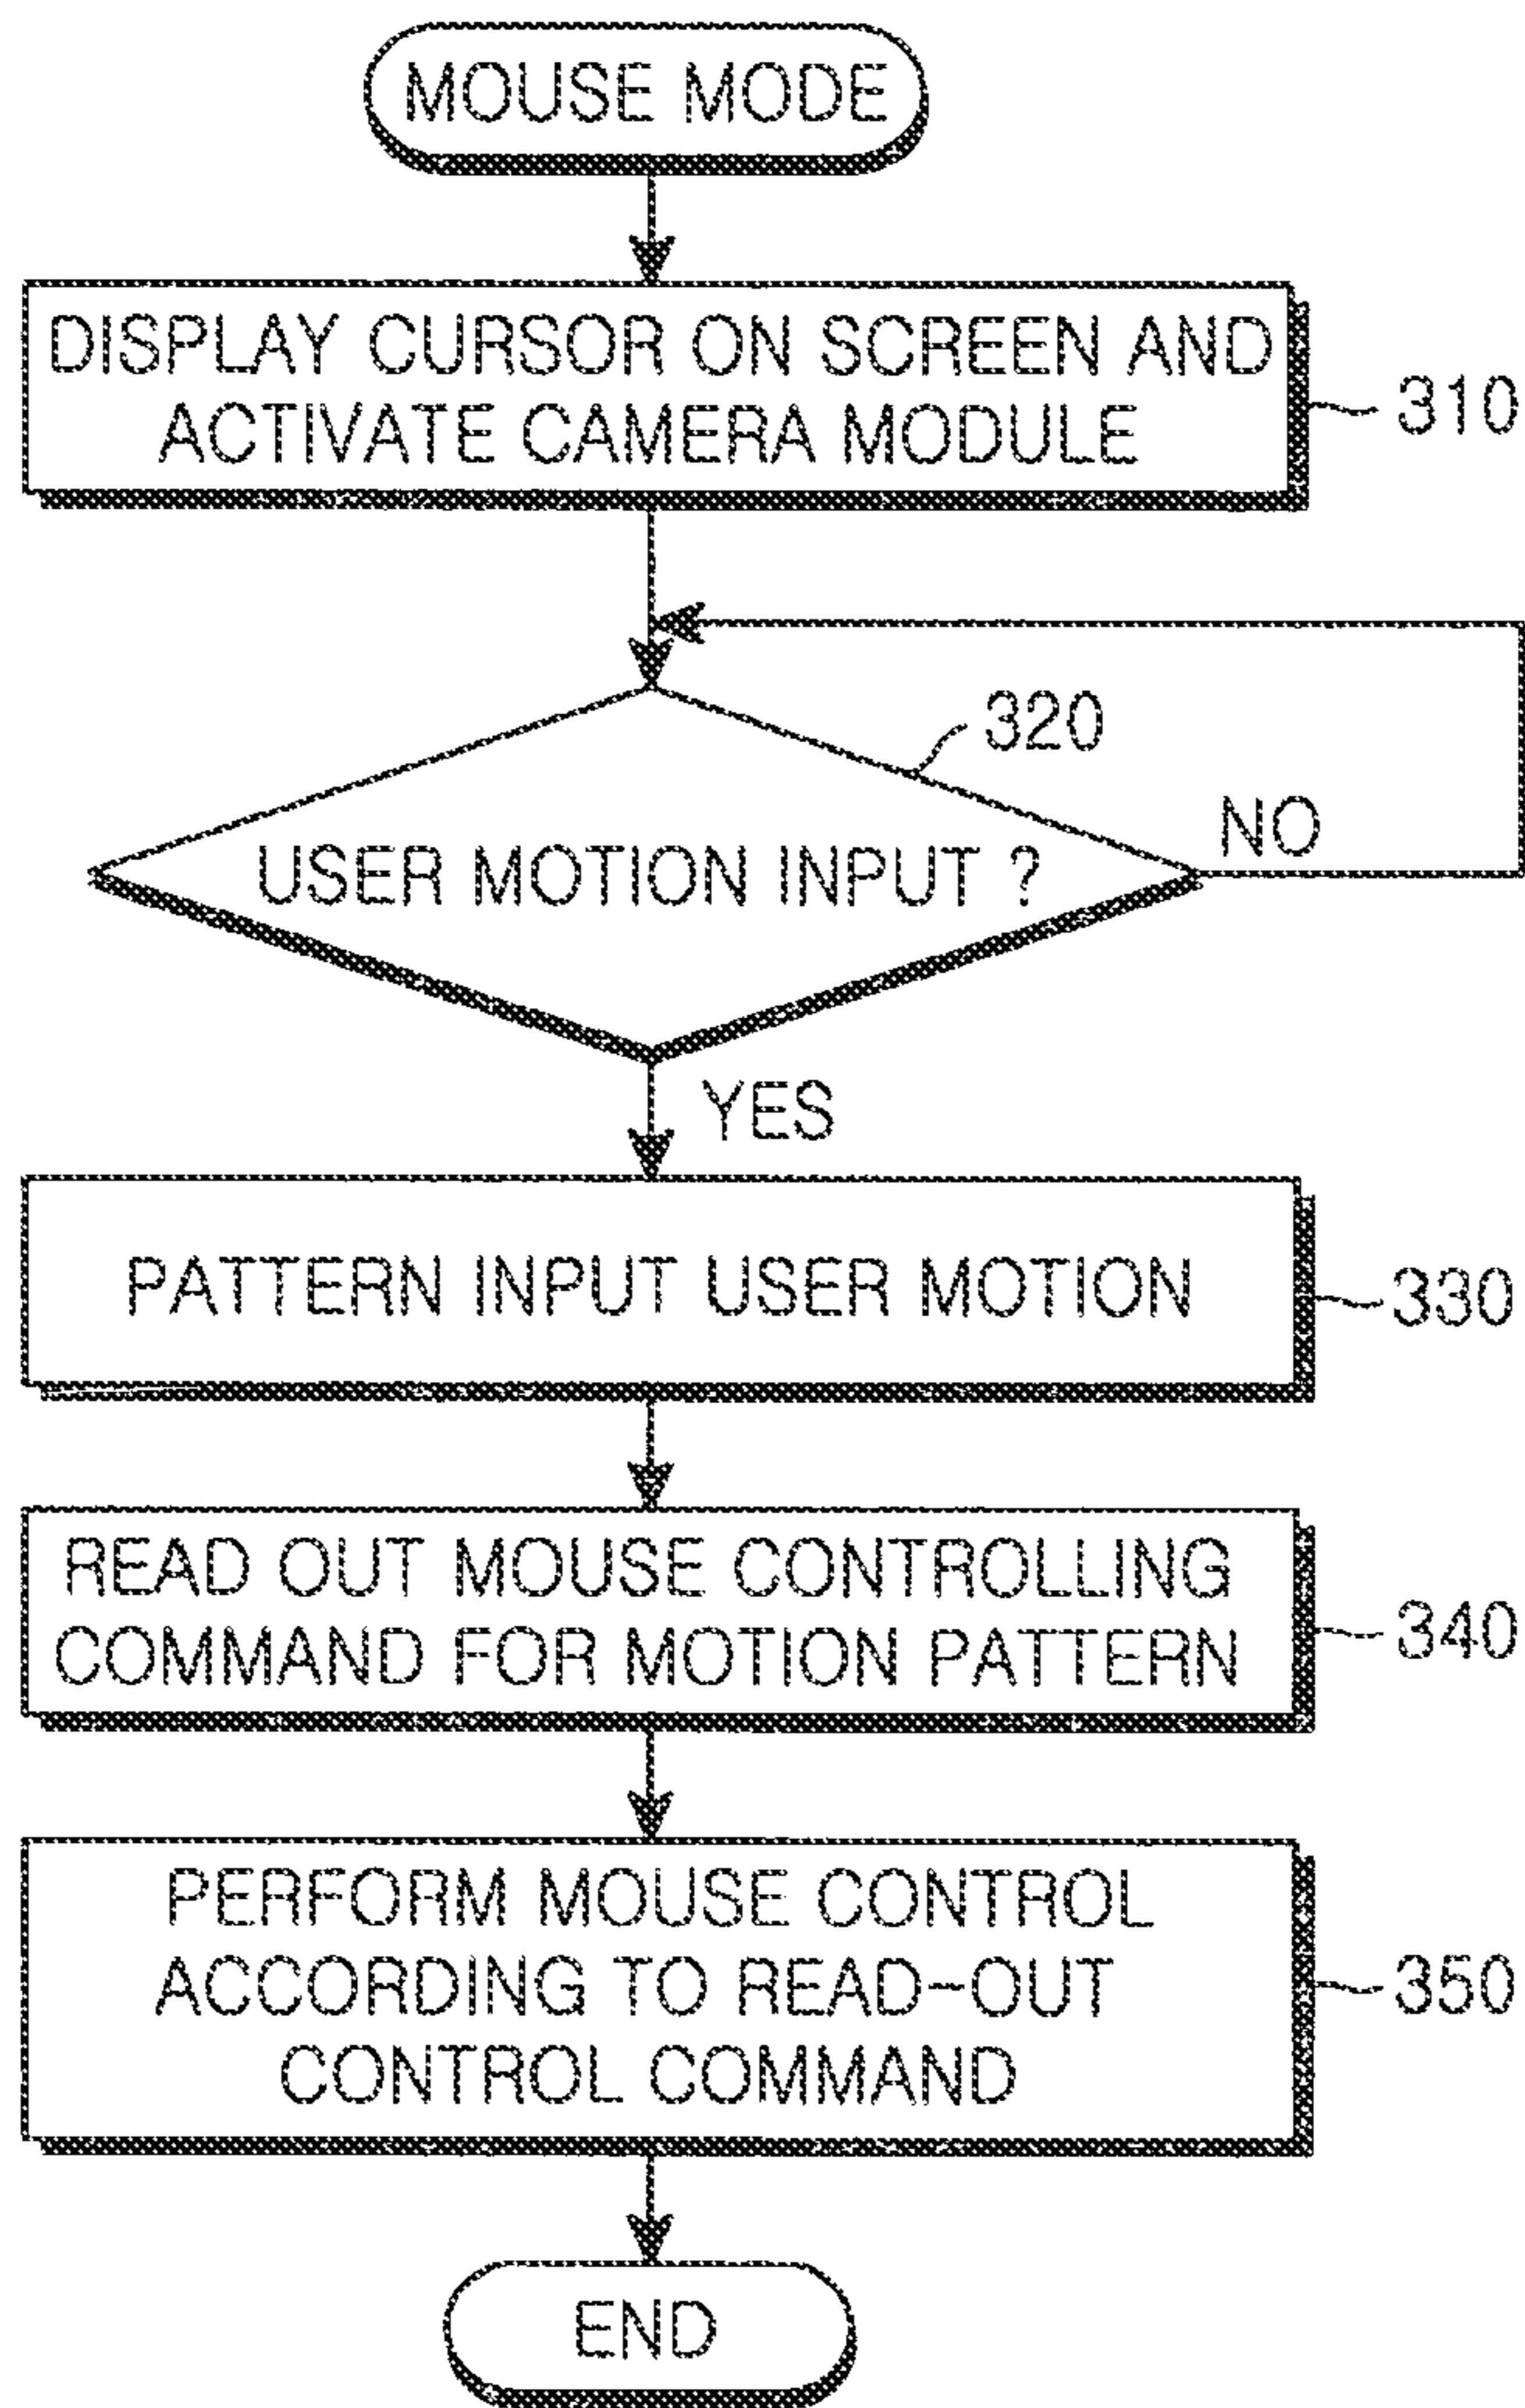 MOUSE MODE
DISPLAY CURSOR ON SCREEN AND
ACTIVATE CAMERA MODULE
310
320
NO
USER MOTION INPUT ?
YES
PATTERN INPUT USER MOTION
330
READ OUT MOUSE CONTROLLING
COMMAND FOR MOTION PATTERN
340
PERFORM MOUSE CONTROL
ACCORDING TO READ-OUT
CONTROL COMMAND
350
END